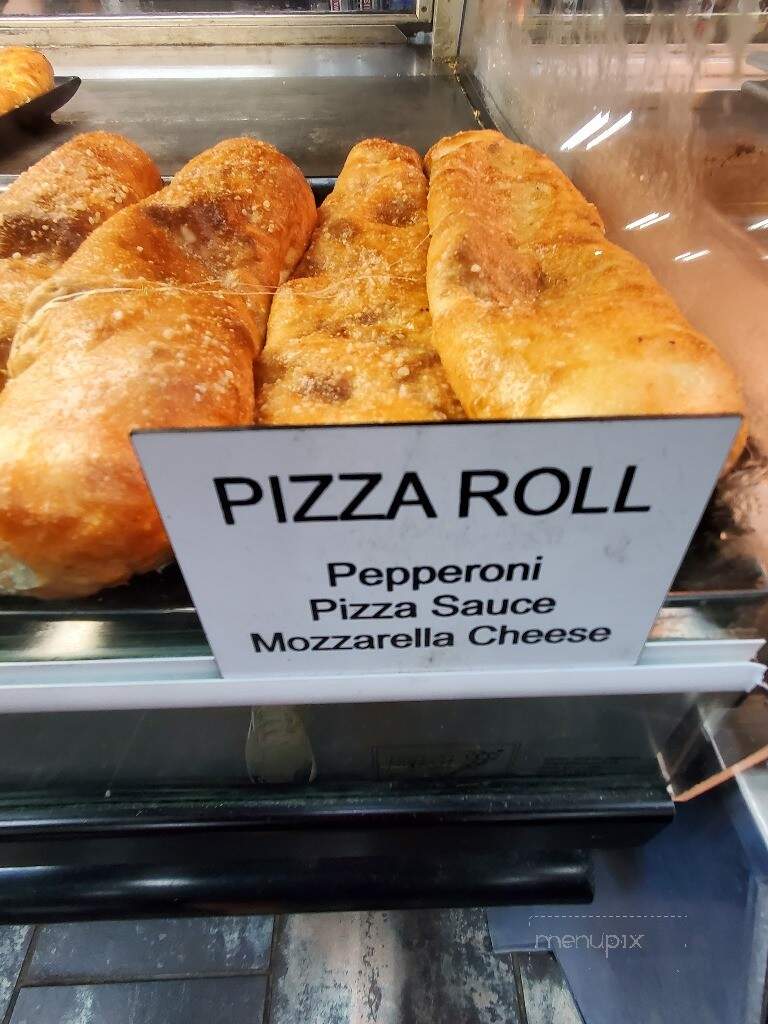 PIZZA ROLL
Pepperoni
Pizza Sauce
Mozzarella Cheese
menupix